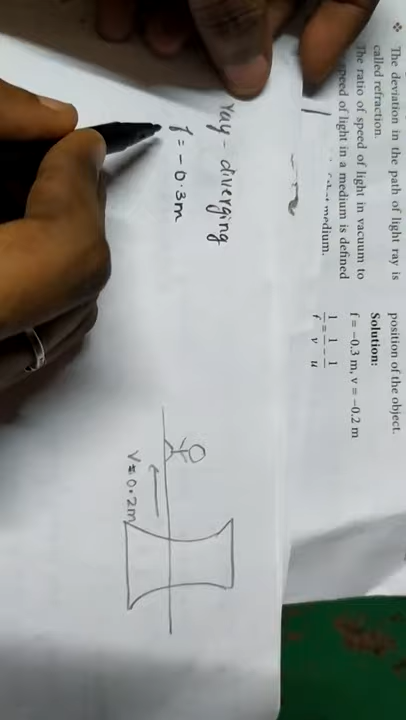 ❖ The deviation in the path of light ray is
called refraction.
The ratio of speed of light in vacuum to
speed of light in a medium is defined
medium.
position of the object.
Solution:
f = −0.3 m, v = −0.2 m
1/f = 1/v − 1/u
ray - diverging
f = - 0.3m
V = 0.2m